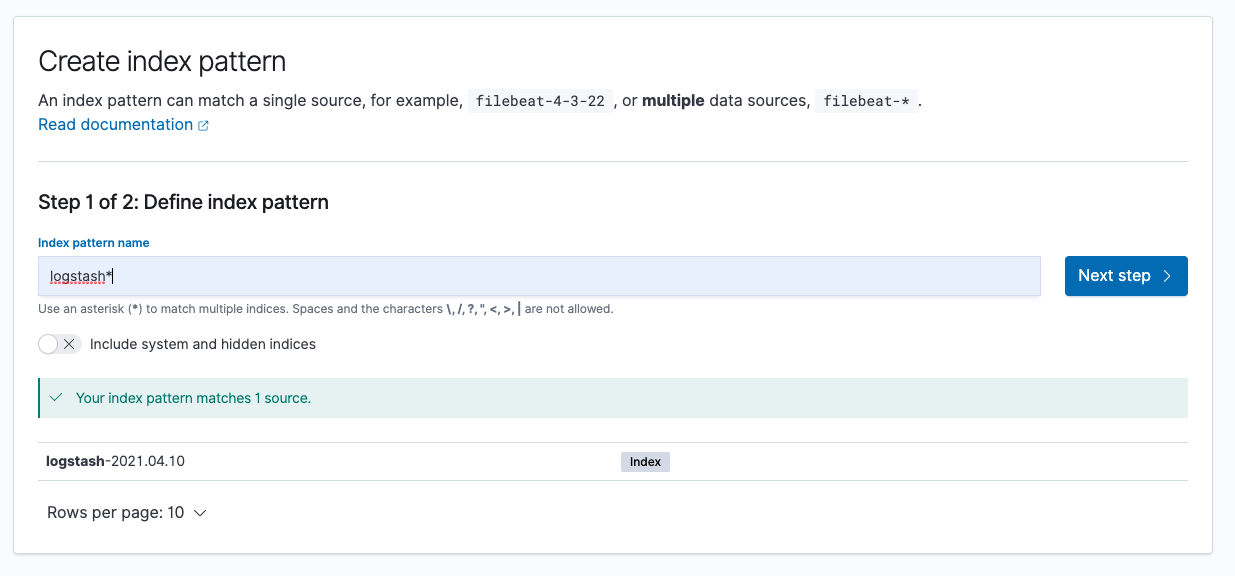 Create index pattern
An index pattern can match a single source, for example, filebeat-4-3-22 , or multiple data sources, filebeat-* .
Read documentation
Step 1 of 2: Define index pattern
Index pattern name
logstash*
Next step
Use an asterisk (*) to match multiple indices. Spaces and the characters \, /, ?, ", <, >, | are not allowed.
Include system and hidden indices
Your index pattern matches 1 source.
logstash-2021.04.10 Index
Rows per page: 10